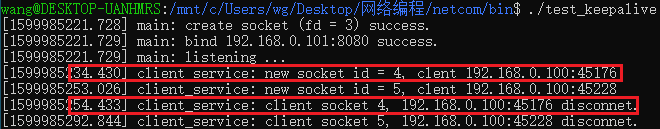 wang@DESKTOP-UANHMRS:/mnt/c/Users/wg/Desktop/网络编程/netcom/bin$ ./test_keepalive
[1599985221.728] main: create socket (fd = 3) success.
[1599985221.728] main: bind 192.168.0.101:8080 success.
[1599985221.728] main: listening ...
[1599985234.430] client_service: new socket id = 4, clent 192.168.0.100:45176
[1599985253.026] client_service: new socket id = 5, clent 192.168.0.100:45228
[1599985254.433] client_service: client socket 4, 192.168.0.100:45176 disconnet.
[1599985292.844] client_service: client socket 5, 192.168.0.100:45228 disconnet.